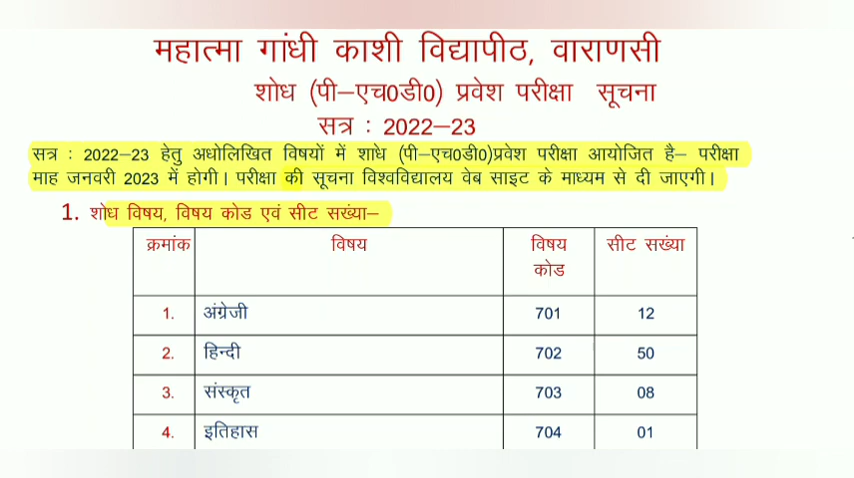 महात्मा गांधी काशी विद्यापीठ, वाराणसी
शोध (पी–एच0डी0) प्रवेश परीक्षा सूचना
सत्र : 2022–23
सत्र : 2022–23 हेतु अधोलिखित विषयों में शाधे (पी–एच0डी0)प्रवेश परीक्षा आयोजित है– परीक्षा
माह जनवरी 2023 में होगी। परीक्षा की सूचना विश्वविद्यालय वेब साइट के माध्यम से दी जाएगी।
1. शोध विषय, विषय कोड एवं सीट सख्या–
क्रमांक विषय विषय कोड सीट सख्ंया
1. अंग्रेजी 701 12
2. हिन्दी 702 50
3. संस्कृत 703 08
4. इतिहास 704 01